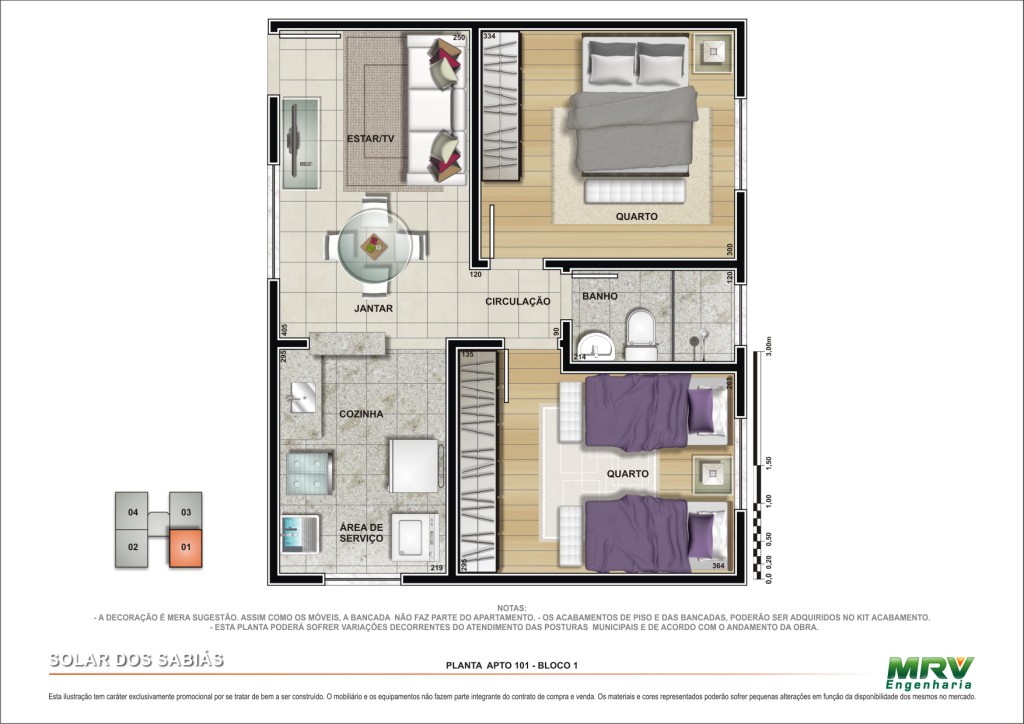 250
334
ESTAR/TV
QUARTO
300
120
120
CIRCULAÇÃO
BANHO
JANTAR
405
90
214
295
135
263
3,00m
COZINHA
QUARTO
1,50
1,00
0,50
0,20
0,0
04
03
02
01
ÁREA DE
SERVIÇO
219
295
364
NOTAS:
- A DECORAÇÃO É MERA SUGESTÃO. ASSIM COMO OS MÓVEIS, A BANCADA NÃO FAZ PARTE DO APARTAMENTO. - OS ACABAMENTOS DE PISO E DAS BANCADAS, PODERÃO SER ADQUIRIDOS NO KIT ACABAMENTO.
- ESTA PLANTA PODERÁ SOFRER VARIAÇÕES DECORRENTES DO ATENDIMENTO DAS POSTURAS MUNICIPAIS E DE ACORDO COM O ANDAMENTO DA OBRA.
SOLAR DOS SABIÁS
PLANTA APTO 101 - BLOCO 1
MRV
Engenharia
Esta ilustração tem caráter exclusivamente promocional por se tratar de bem a ser construído. O mobiliário e os equipamentos não fazem parte integrante do contrato de compra e venda. Os materiais e cores representados poderão sofrer pequenas alterações em função da disponibilidade dos mesmos no mercado.